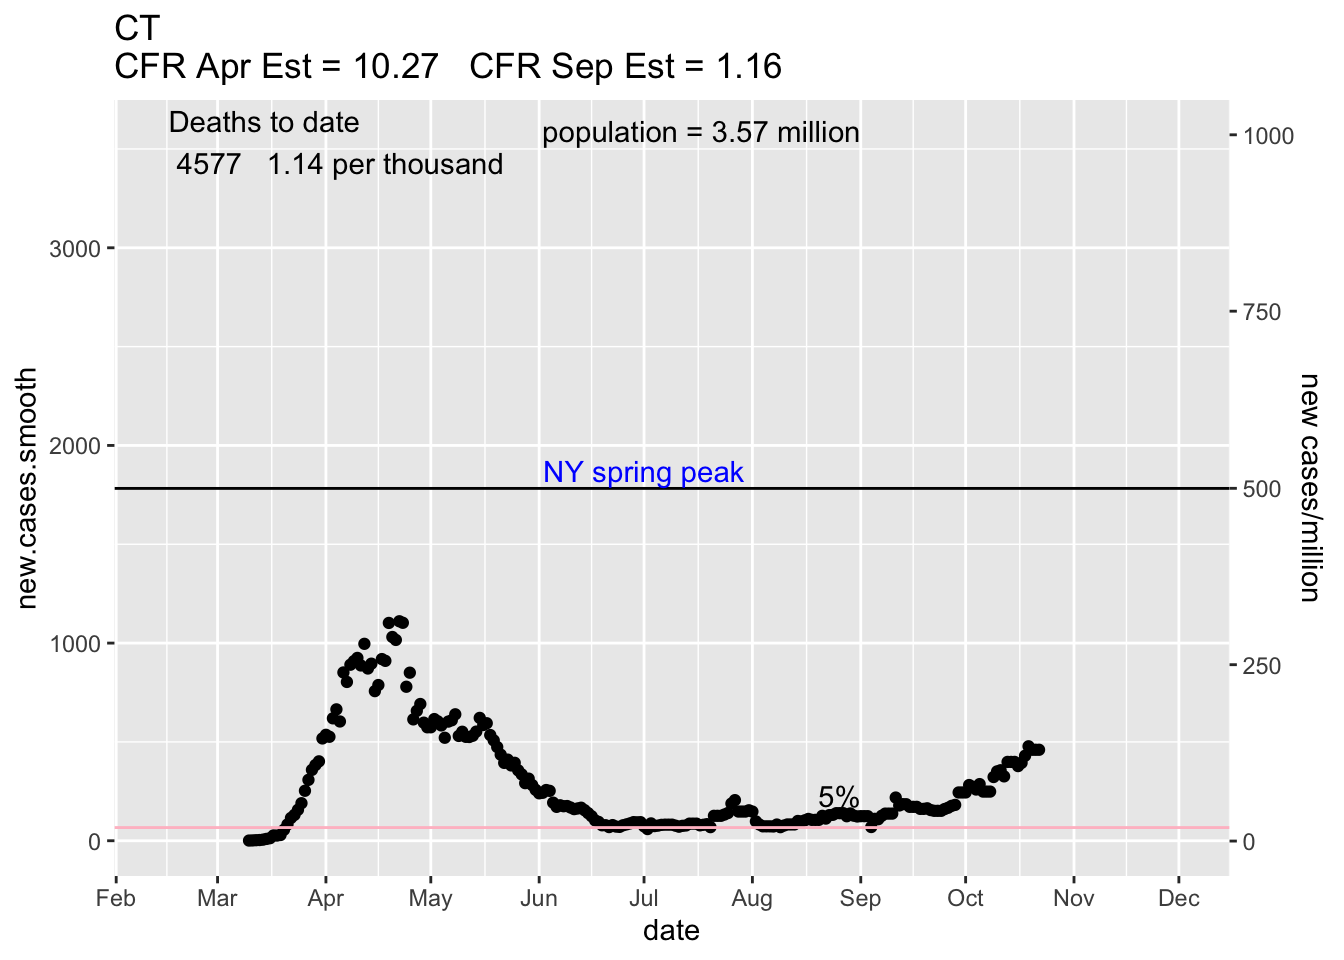 CT
CFR Apr Est = 10.27   CFR Sep Est = 1.16
Deaths to date
4577   1.14 per thousand
population = 3.57 million
NY spring peak
5%
new.cases.smooth
3000
2000
1000
0
1000
750
500
250
0
new cases/million
Feb Mar Apr May Jun Jul Aug Sep Oct Nov Dec
date